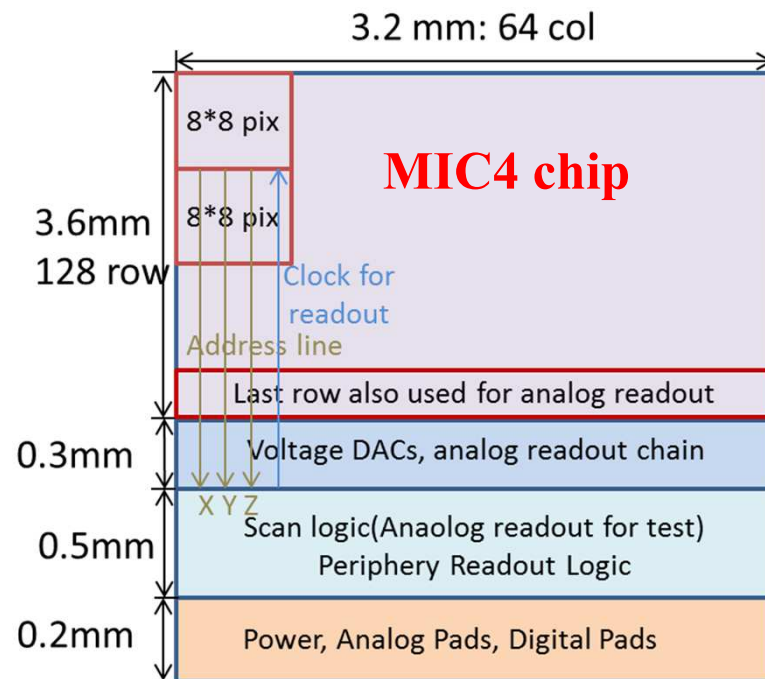 3.2 mm: 64 col
8*8 pix
MIC4 chip
8*8 pix
3.6mm
128 row
Clock for
readout
Address line
Last row also used for analog readout
0.3mm
Voltage DACs, analog readout chain
X Y Z
0.5mm
Scan logic(Anaolog readout for test)
Periphery Readout Logic
0.2mm
Power, Analog Pads, Digital Pads